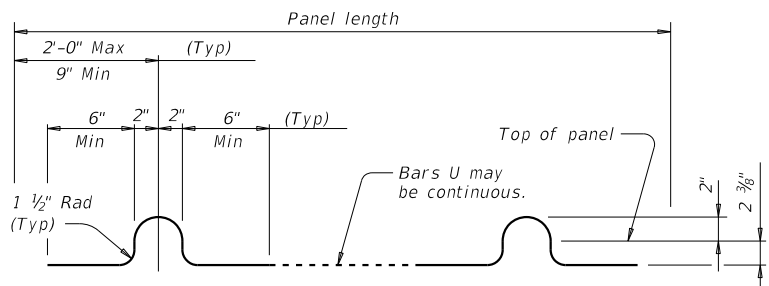 Panel length
2'-0" Max (Typ)
9" Min
6" 2" 2" 6" (Typ)
Min Min
Top of panel
Bars U may
be continuous.
1 ½" Rad
(Typ)
2"
2 ⅜"